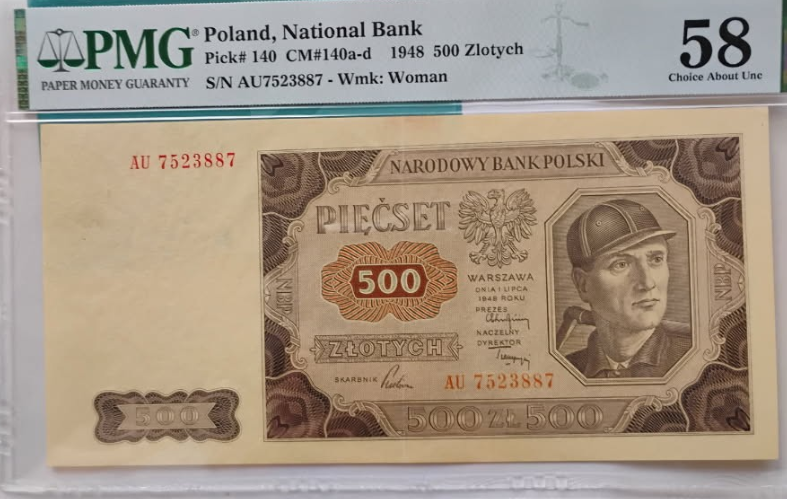 PMG
PAPER MONEY GUARANTY
Poland, National Bank
Pick# 140 CM#140a-d 1948 500 Zlotych
S/N AU7523887 - Wmk: Woman
58
Choice About Unc
AU 7523887
NARODOWY BANK POLSKI
PIĘĆSET
500
ZŁOTYCH
WARSZAWA
DNIA 1 LIPCA
1948 ROKU
PREZES
NACZELNY
DYREKTOR
SKARBNIK
AU 7523887
NBP
NBP
500
500 ZŁ 500